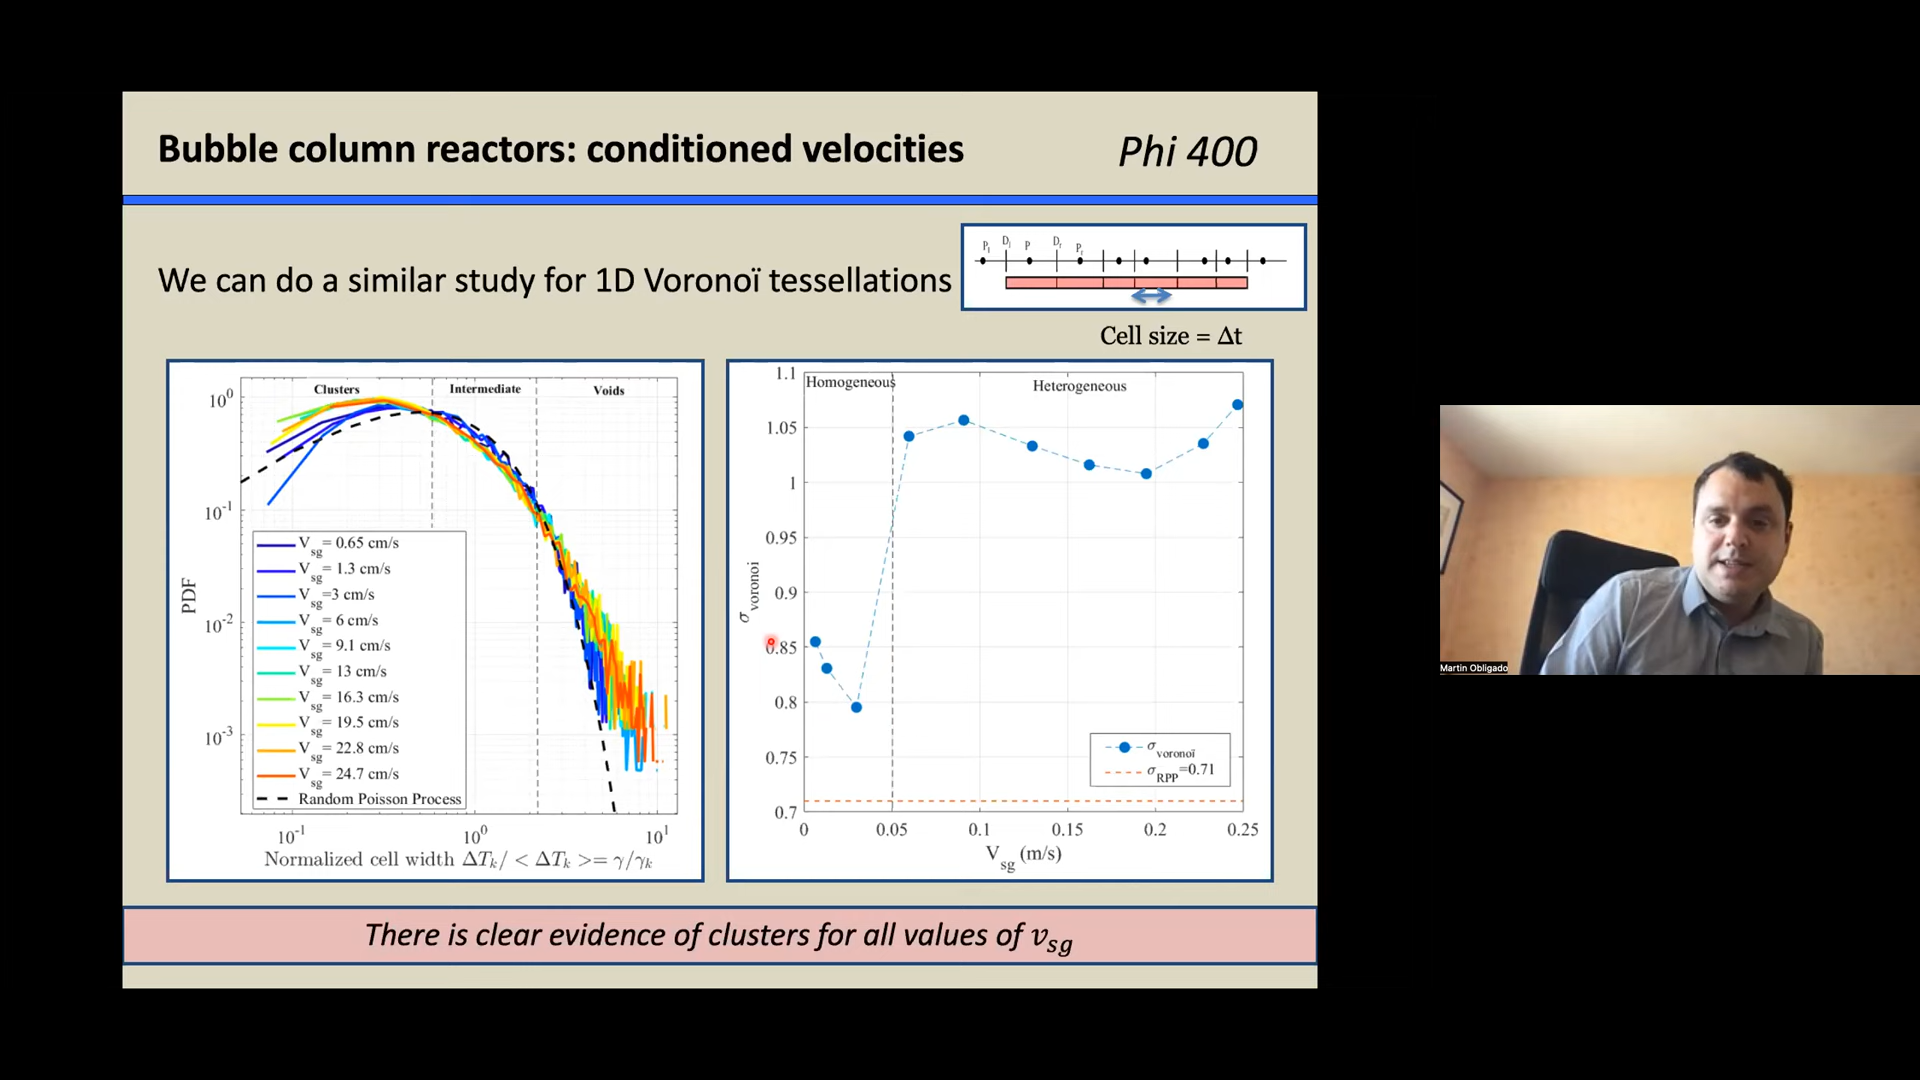 Bubble column reactors: conditioned velocities
Phi 400
We can do a similar study for 1D Voronoï tessellations
P_l D_l P D_r P_r
Cell size = Δt
Clusters
Intermediate
Voids
10^0
10^-1
10^-2
10^-3
PDF
V_sg= 0.65 cm/s
V_sg= 1.3 cm/s
V_sg=3 cm/s
V_sg= 6 cm/s
V_sg= 9.1 cm/s
V_sg= 13 cm/s
V_sg= 16.3 cm/s
V_sg= 19.5 cm/s
V_sg= 22.8 cm/s
V_sg= 24.7 cm/s
Random Poisson Process
10^-1 10^0 10^1
Normalized cell width ΔT_k/ < ΔT_k >= γ/γ_k
Homogeneous
Heterogeneous
1.1
1.05
1
0.95
0.9
0.85
0.8
0.75
0.7
σ_voronoi
σ_voronoï
σ_RPP=0.71
0 0.05 0.1 0.15 0.2 0.25
V_sg (m/s)
There is clear evidence of clusters for all values of v_sg
Martin Obligado